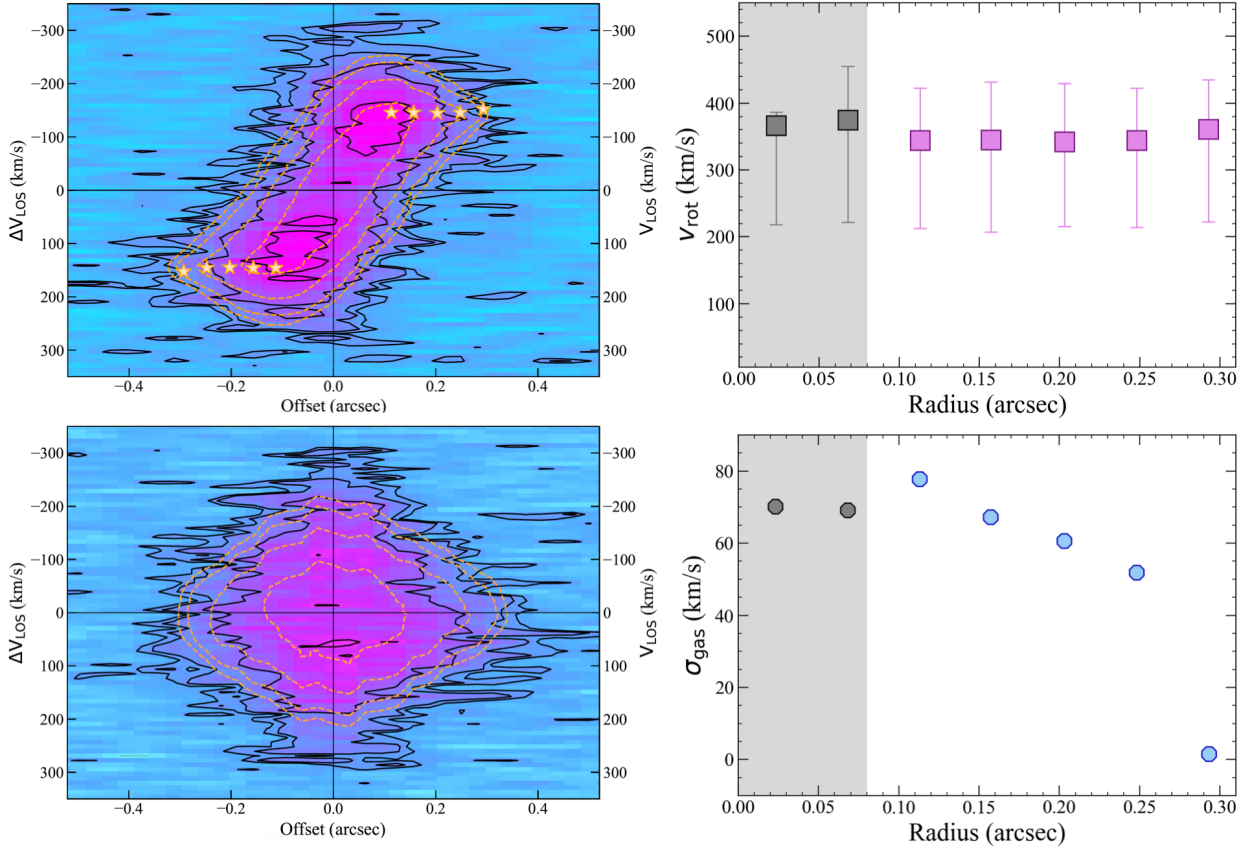 −300
−200
−100
0
100
200
300
ΔV_LOS (km/s)
-300
-200
-100
0
100
200
300
V_LOS (km/s)
−0.4 −0.2 0.0 0.2 0.4
Offset (arcsec)
500
400
300
200
100
v_rot (km/s)
0.00 0.05 0.10 0.15 0.20 0.25 0.30
Radius (arcsec)
−300
−200
−100
0
100
200
300
ΔV_LOS (km/s)
-300
-200
-100
0
100
200
300
V_LOS (km/s)
−0.4 −0.2 0.0 0.2 0.4
Offset (arcsec)
80
60
40
20
0
σ_gas (km/s)
0.00 0.05 0.10 0.15 0.20 0.25 0.30
Radius (arcsec)